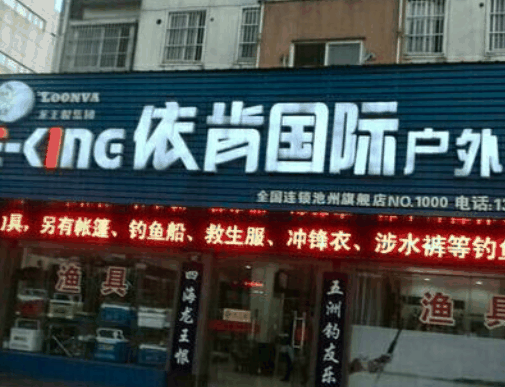 LOONVA
龙王恨集团
-KING 依肯国际户外
全国连锁池州旗舰店NO.1000 电话:13
具，另有帐篷、钓鱼船、救生服、冲锋衣、涉水裤等钓
渔具
渔具
四海龙王恨
五洲钓友乐